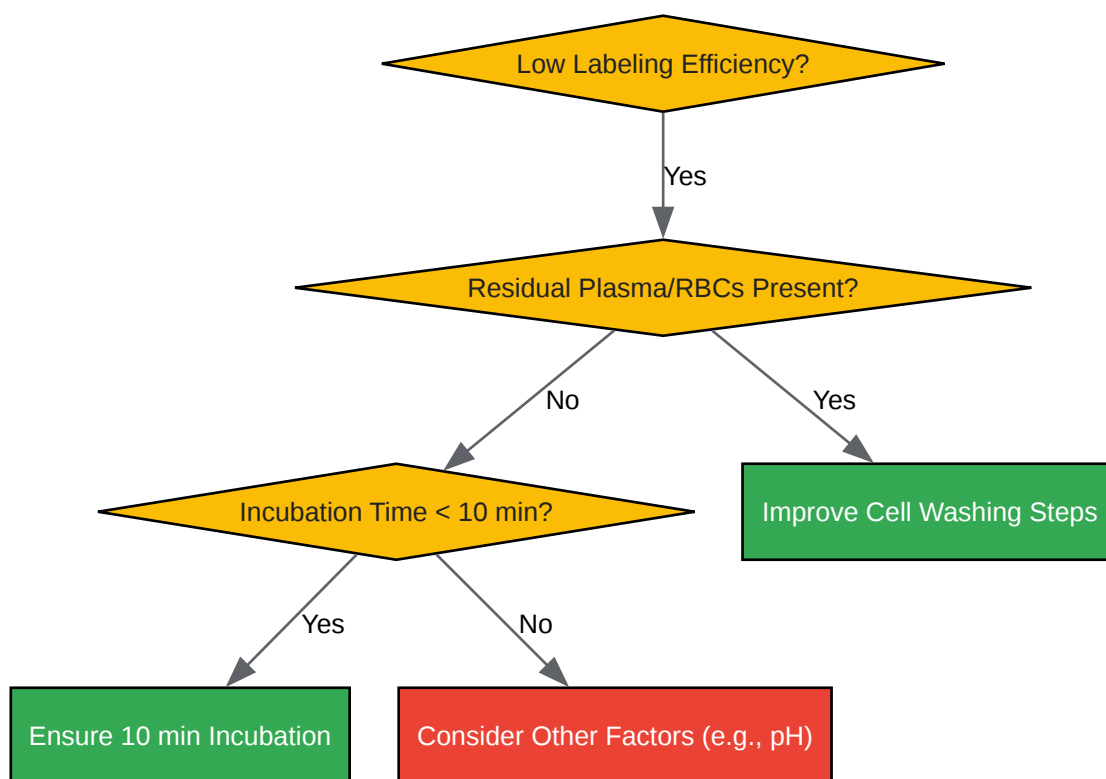 Low Labeling Efficiency?
Yes
Residual Plasma/RBCs Present?
No
Yes
Incubation Time < 10 min?
Improve Cell Washing Steps
Yes
No
Ensure 10 min Incubation
Consider Other Factors (e.g., pH)